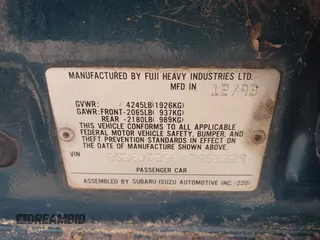 MANUFACTURED BY FUJI HEAVY INDUSTRIES LTD.
MFD IN 12/93
GVWR: 4245LB(1926KG)
GAWR:FRONT-2065LB( 937KG)
REAR -2180LB( 989KG)
THIS VEHICLE CONFORMS TO ALL APPLICABLE
FEDERAL MOTOR VEHICLE SAFETY, BUMPER, AND
THEFT PREVENTION STANDARDS IN EFFECT ON
THE DATE OF MANUFACTURE SHOWN ABOVE.
VIN
PASSENGER CAR
ASSEMBLED BY SUBARU-ISUZU AUTOMOTIVE INC.(220)
DREAMBID